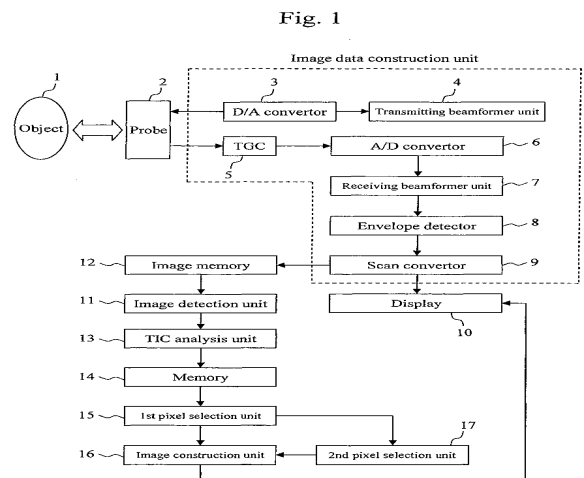 Fig. 1
Image data construction unit
1
2
3
4
Object
Probe
D/A convertor
Transmitting beamformer unit
TGC
5
A/D convertor
6
Receiving beamformer unit
7
Envelope detector
8
12
Image memory
Scan convertor
9
11
Image detection unit
Display
10
13
TIC analysis unit
14
Memory
15
1st pixel selection unit
17
16
Image construction unit
2nd pixel selection unit